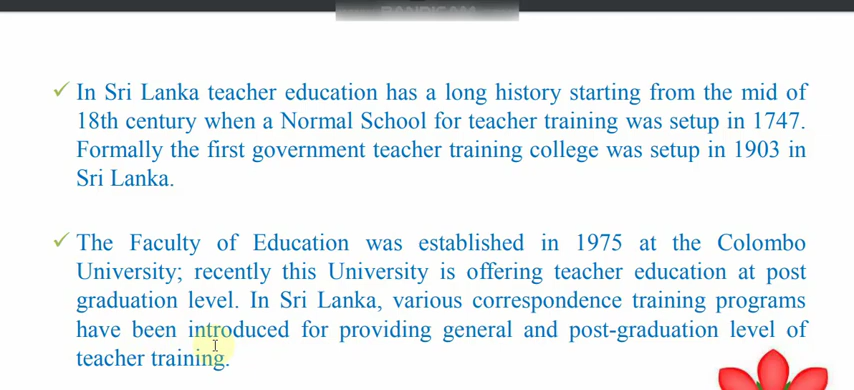 BANDICAM
In Sri Lanka teacher education has a long history starting from the mid of
18th century when a Normal School for teacher training was setup in 1747.
Formally the first government teacher training college was setup in 1903 in
Sri Lanka.
The Faculty of Education was established in 1975 at the Colombo
University; recently this University is offering teacher education at post
graduation level. In Sri Lanka, various correspondence training programs
have been introduced for providing general and post-graduation level of
teacher training.